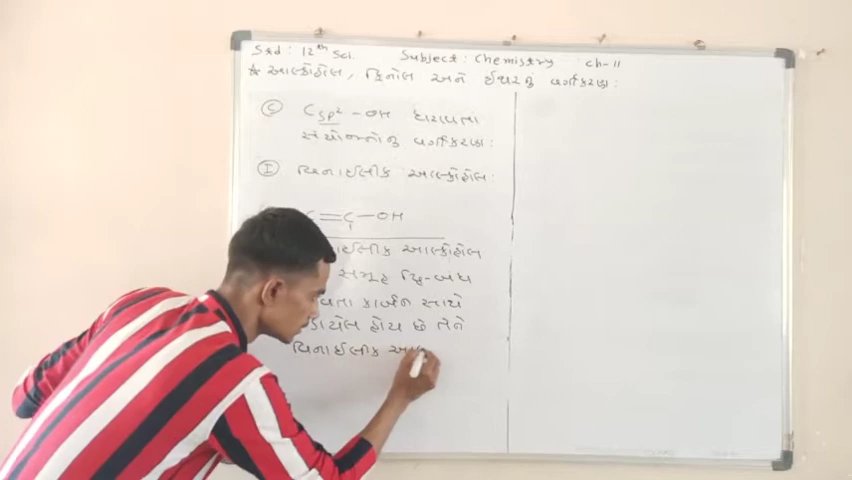 Std : 12th Sci. Subject : Chemistry ch-11
* આલ્કોહોલ, ફિનોલ અને ઈથરનું વર્ગીકરણ :
(C) Csp² - OH ધરાવતા
સંયોજનોનું વર્ગીકરણ :
(I) વિનાઈલીક આલ્કોહોલ :
C=C-OH
આલ્કોહોલ
સમૂહ દ્વિ-બંધ
કાર્બન સાથે
હોય છે તેને
વિનાઈલીક